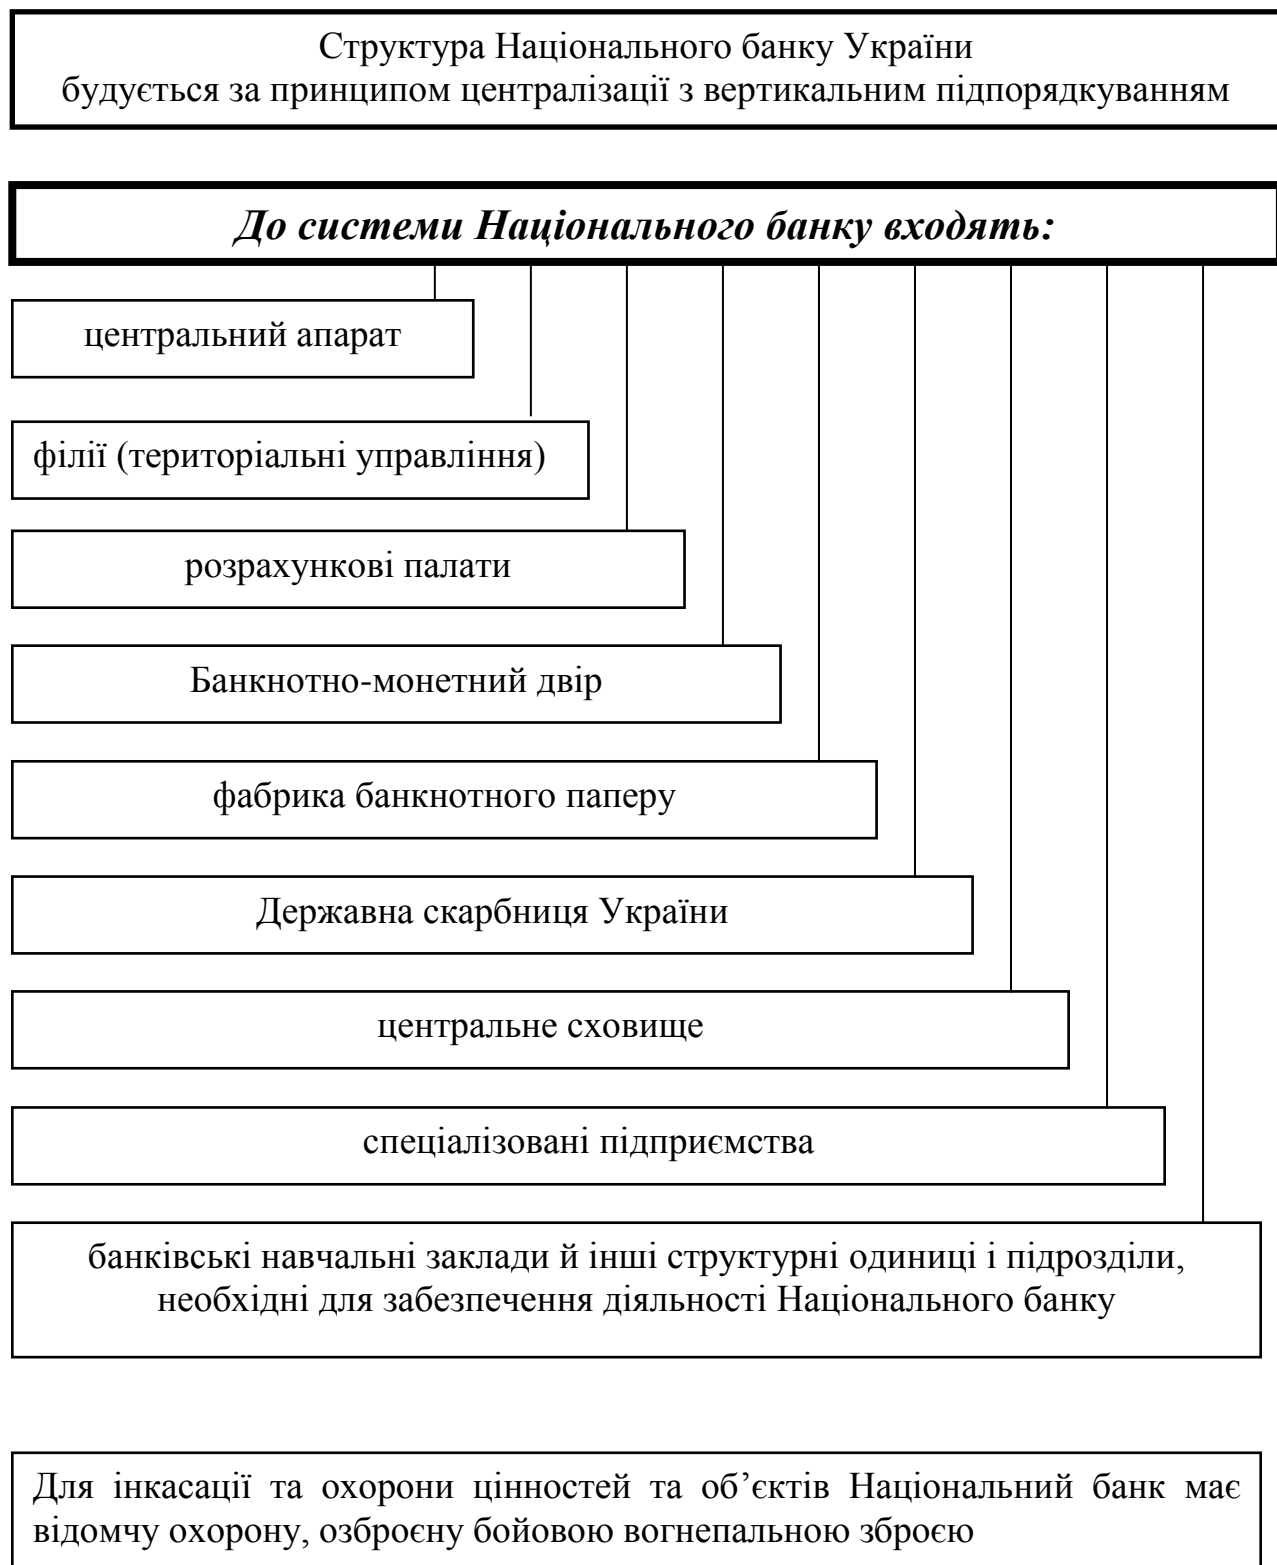 Структура Національного банку України
будується за принципом централізації з вертикальним підпорядкуванням
До системи Національного банку входять:
центральний апарат
філії (територіальні управління)
розрахункові палати
Банкнотно-монетний двір
фабрика банкнотного паперу
Державна скарбниця України
центральне сховище
спеціалізовані підприємства
банківські навчальні заклади й інші структурні одиниці і підрозділи,
необхідні для забезпечення діяльності Національного банку
Для інкасації та охорони цінностей та об’єктів Національний банк має
відомчу охорону, озброєну бойовою вогнепальною зброєю